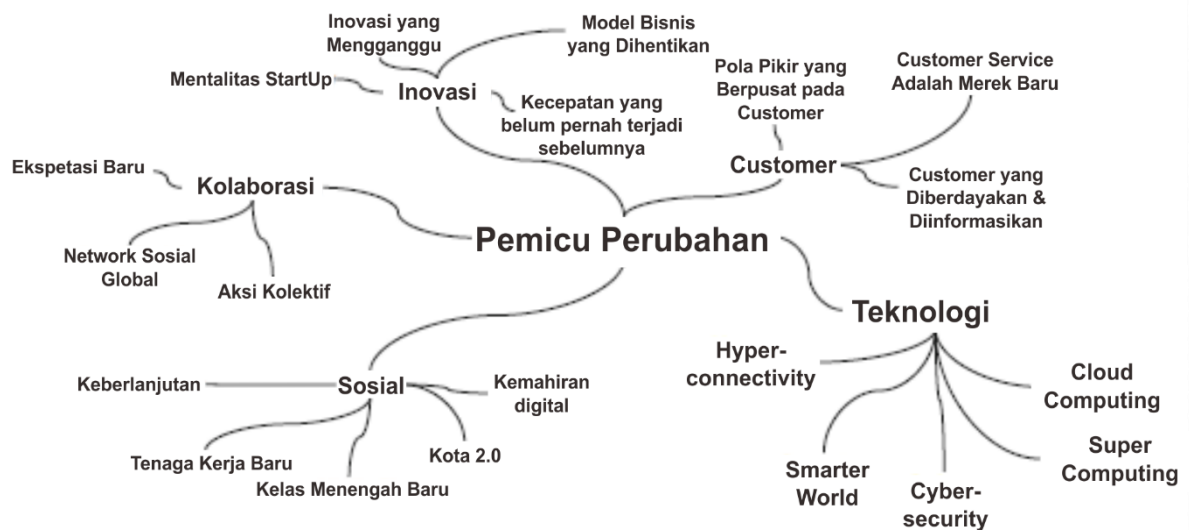 Inovasi yang
Mengganggu
Model Bisnis
yang Dihentikan
Mentalitas StartUp
Inovasi
Kecepatan yang
belum pernah terjadi
sebelumnya
Pola Pikir yang
Berpusat pada
Customer
Customer Service
Adalah Merek Baru
Customer
Customer yang
Diberdayakan &
Diinformasikan
Ekspetasi Baru
Kolaborasi
Network Sosial
Global
Aksi Kolektif
Pemicu Perubahan
Teknologi
Hyper-
connectivity
Cloud
Computing
Super
Computing
Smarter
World
Cyber-
security
Keberlanjutan
Sosial
Kemahiran
digital
Tenaga Kerja Baru
Kelas Menengah Baru
Kota 2.0